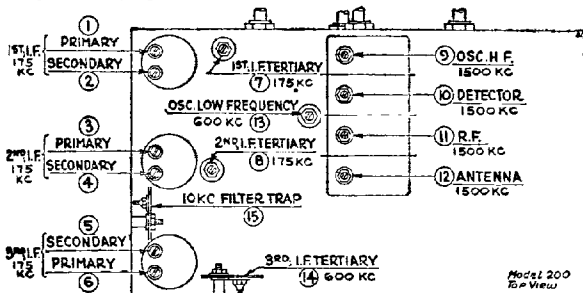 ①
1ST. I.F. 175 KC
PRIMARY
SECONDARY
②
1ST. I.F. TERTIARY
⑦ 175 KC
OSC. LOW FREQUENCY
600 KC ⑬
③
2ND. I.F. 175 KC
PRIMARY
SECONDARY
④
2ND I.F. TERTIARY
⑧ 175 KC
10KC FILTER TRAP
⑮
⑤
3RD. I.F. 175 KC
SECONDARY
PRIMARY
⑥
3RD. I.F. TERTIARY
⑭ 600 KC
⑨ OSC. H.F.
1500 KC
⑩ DETECTOR
1500 KC
⑪ R.F.
1500 KC
⑫ ANTENNA
1500 KC
Model 200
Top View